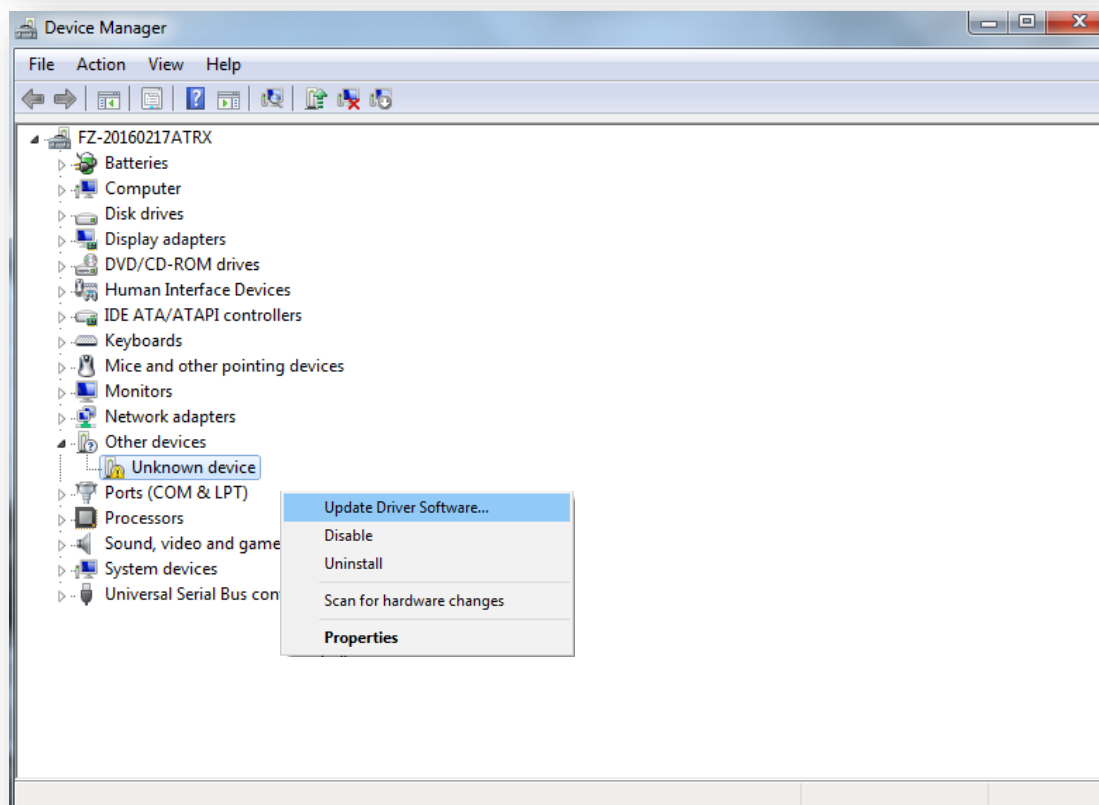 Device Manager
File Action View Help
FZ-20160217ATRX
Batteries
Computer
Disk drives
Display adapters
DVD/CD-ROM drives
Human Interface Devices
IDE ATA/ATAPI controllers
Keyboards
Mice and other pointing devices
Monitors
Network adapters
Other devices
Unknown device
Ports (COM & LPT)
Processors
Sound, video and game
System devices
Universal Serial Bus con
Update Driver Software...
Disable
Uninstall
Scan for hardware changes
Properties